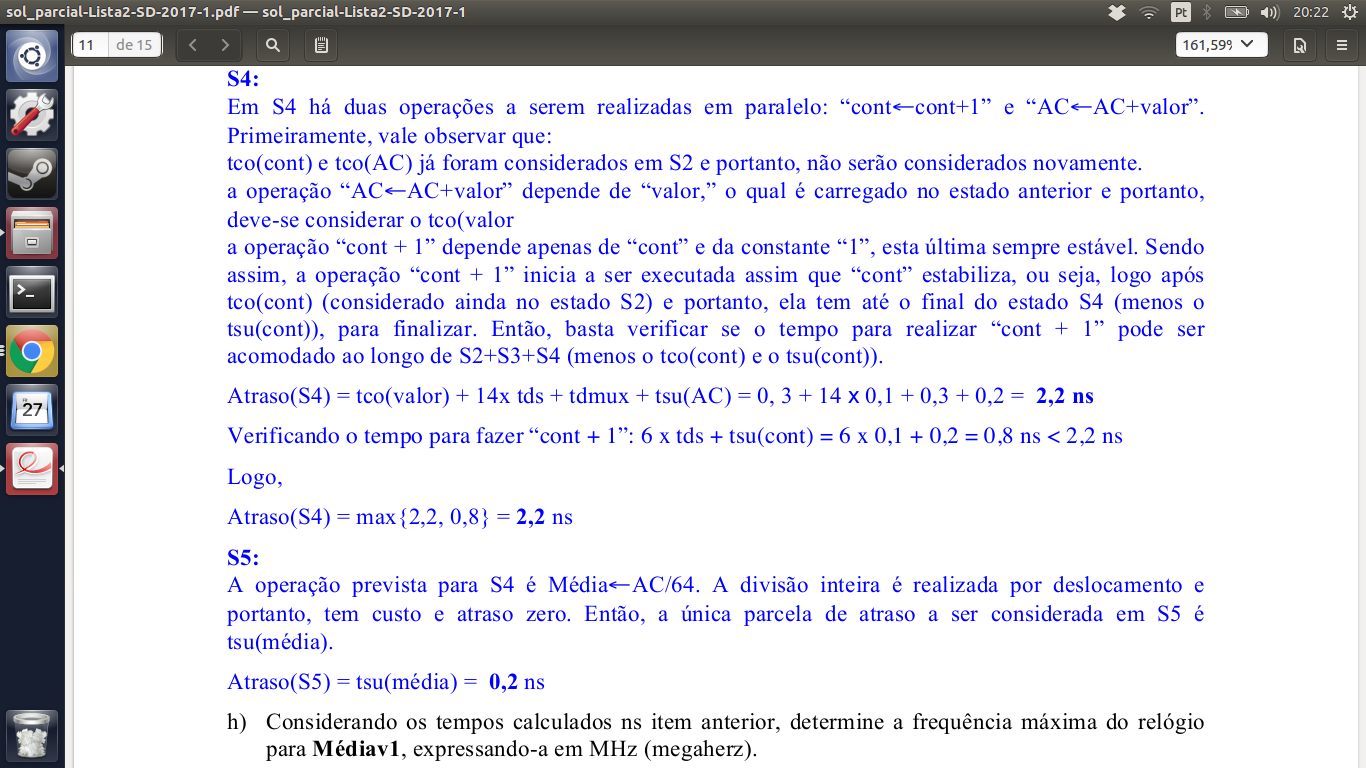 sol_parcial-Lista2-SD-2017-1.pdf — sol_parcial-Lista2-SD-2017-1
Pt
20:22
11 de 15
161,59%
S4:
Em S4 há duas operações a serem realizadas em paralelo: “cont←cont+1” e “AC←AC+valor”.
Primeiramente, vale observar que:
tco(cont) e tco(AC) já foram considerados em S2 e portanto, não serão considerados novamente.
a operação “AC←AC+valor” depende de “valor,” o qual é carregado no estado anterior e portanto,
deve-se considerar o tco(valor
a operação “cont + 1” depende apenas de “cont” e da constante “1”, esta última sempre estável. Sendo
assim, a operação “cont + 1” inicia a ser executada assim que “cont” estabiliza, ou seja, logo após
tco(cont) (considerado ainda no estado S2) e portanto, ela tem até o final do estado S4 (menos o
tsu(cont)), para finalizar. Então, basta verificar se o tempo para realizar “cont + 1” pode ser
acomodado ao longo de S2+S3+S4 (menos o tco(cont) e o tsu(cont)).
Atraso(S4) = tco(valor) + 14x tds + tdmux + tsu(AC) = 0, 3 + 14 x 0,1 + 0,3 + 0,2 = 2,2 ns
Verificando o tempo para fazer “cont + 1”: 6 x tds + tsu(cont) = 6 x 0,1 + 0,2 = 0,8 ns < 2,2 ns
Logo,
Atraso(S4) = max{2,2, 0,8} = 2,2 ns
S5:
A operação prevista para S4 é Média←AC/64. A divisão inteira é realizada por deslocamento e
portanto, tem custo e atraso zero. Então, a única parcela de atraso a ser considerada em S5 é
tsu(média).
Atraso(S5) = tsu(média) = 0,2 ns
h) Considerando os tempos calculados ns item anterior, determine a frequência máxima do relógio
para Médiav1, expressando-a em MHz (megaherz).
27